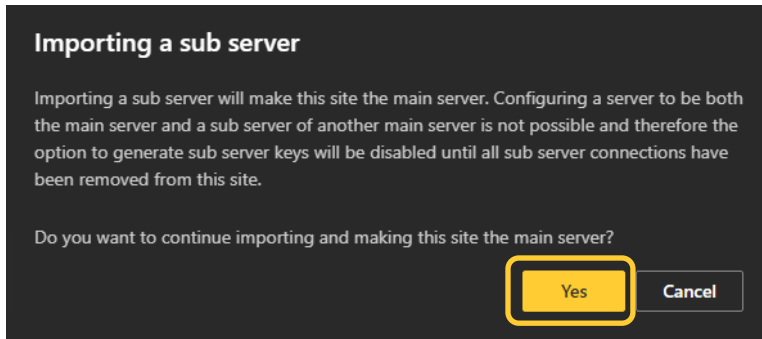 Importing a sub server
Importing a sub server will make this site the main server. Configuring a server to be both
the main server and a sub server of another main server is not possible and therefore the
option to generate sub server keys will be disabled until all sub server connections have
been removed from this site.
Do you want to continue importing and making this site the main server?
Yes
Cancel